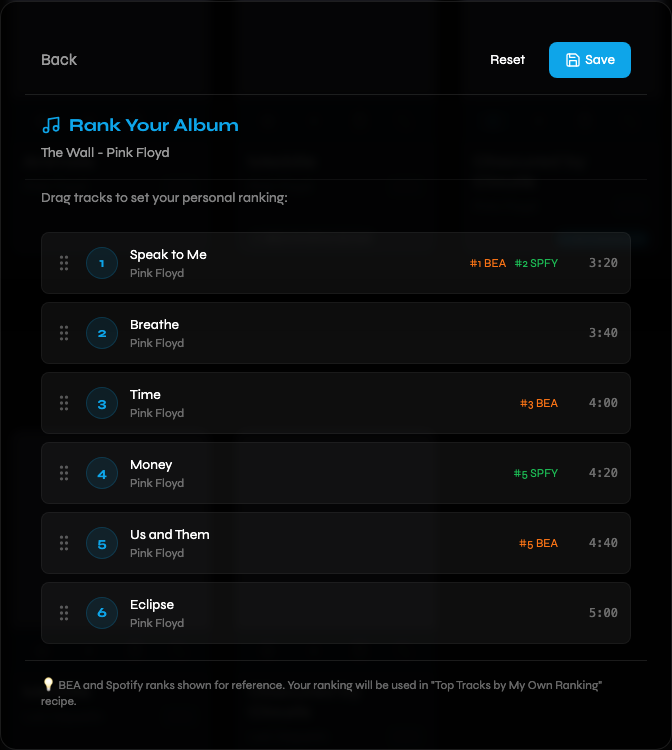 Back
Reset
Save
Rank Your Album
The Wall - Pink Floyd
Drag tracks to set your personal ranking:
1
Speak to Me
Pink Floyd
#1 BEA #2 SPFY
3:20
2
Breathe
Pink Floyd
3:40
3
Time
Pink Floyd
#3 BEA
4:00
4
Money
Pink Floyd
#5 SPFY
4:20
5
Us and Them
Pink Floyd
#5 BEA
4:40
6
Eclipse
Pink Floyd
5:00
💡 BEA and Spotify ranks shown for reference. Your ranking will be used in "Top Tracks by My Own Ranking"
recipe.